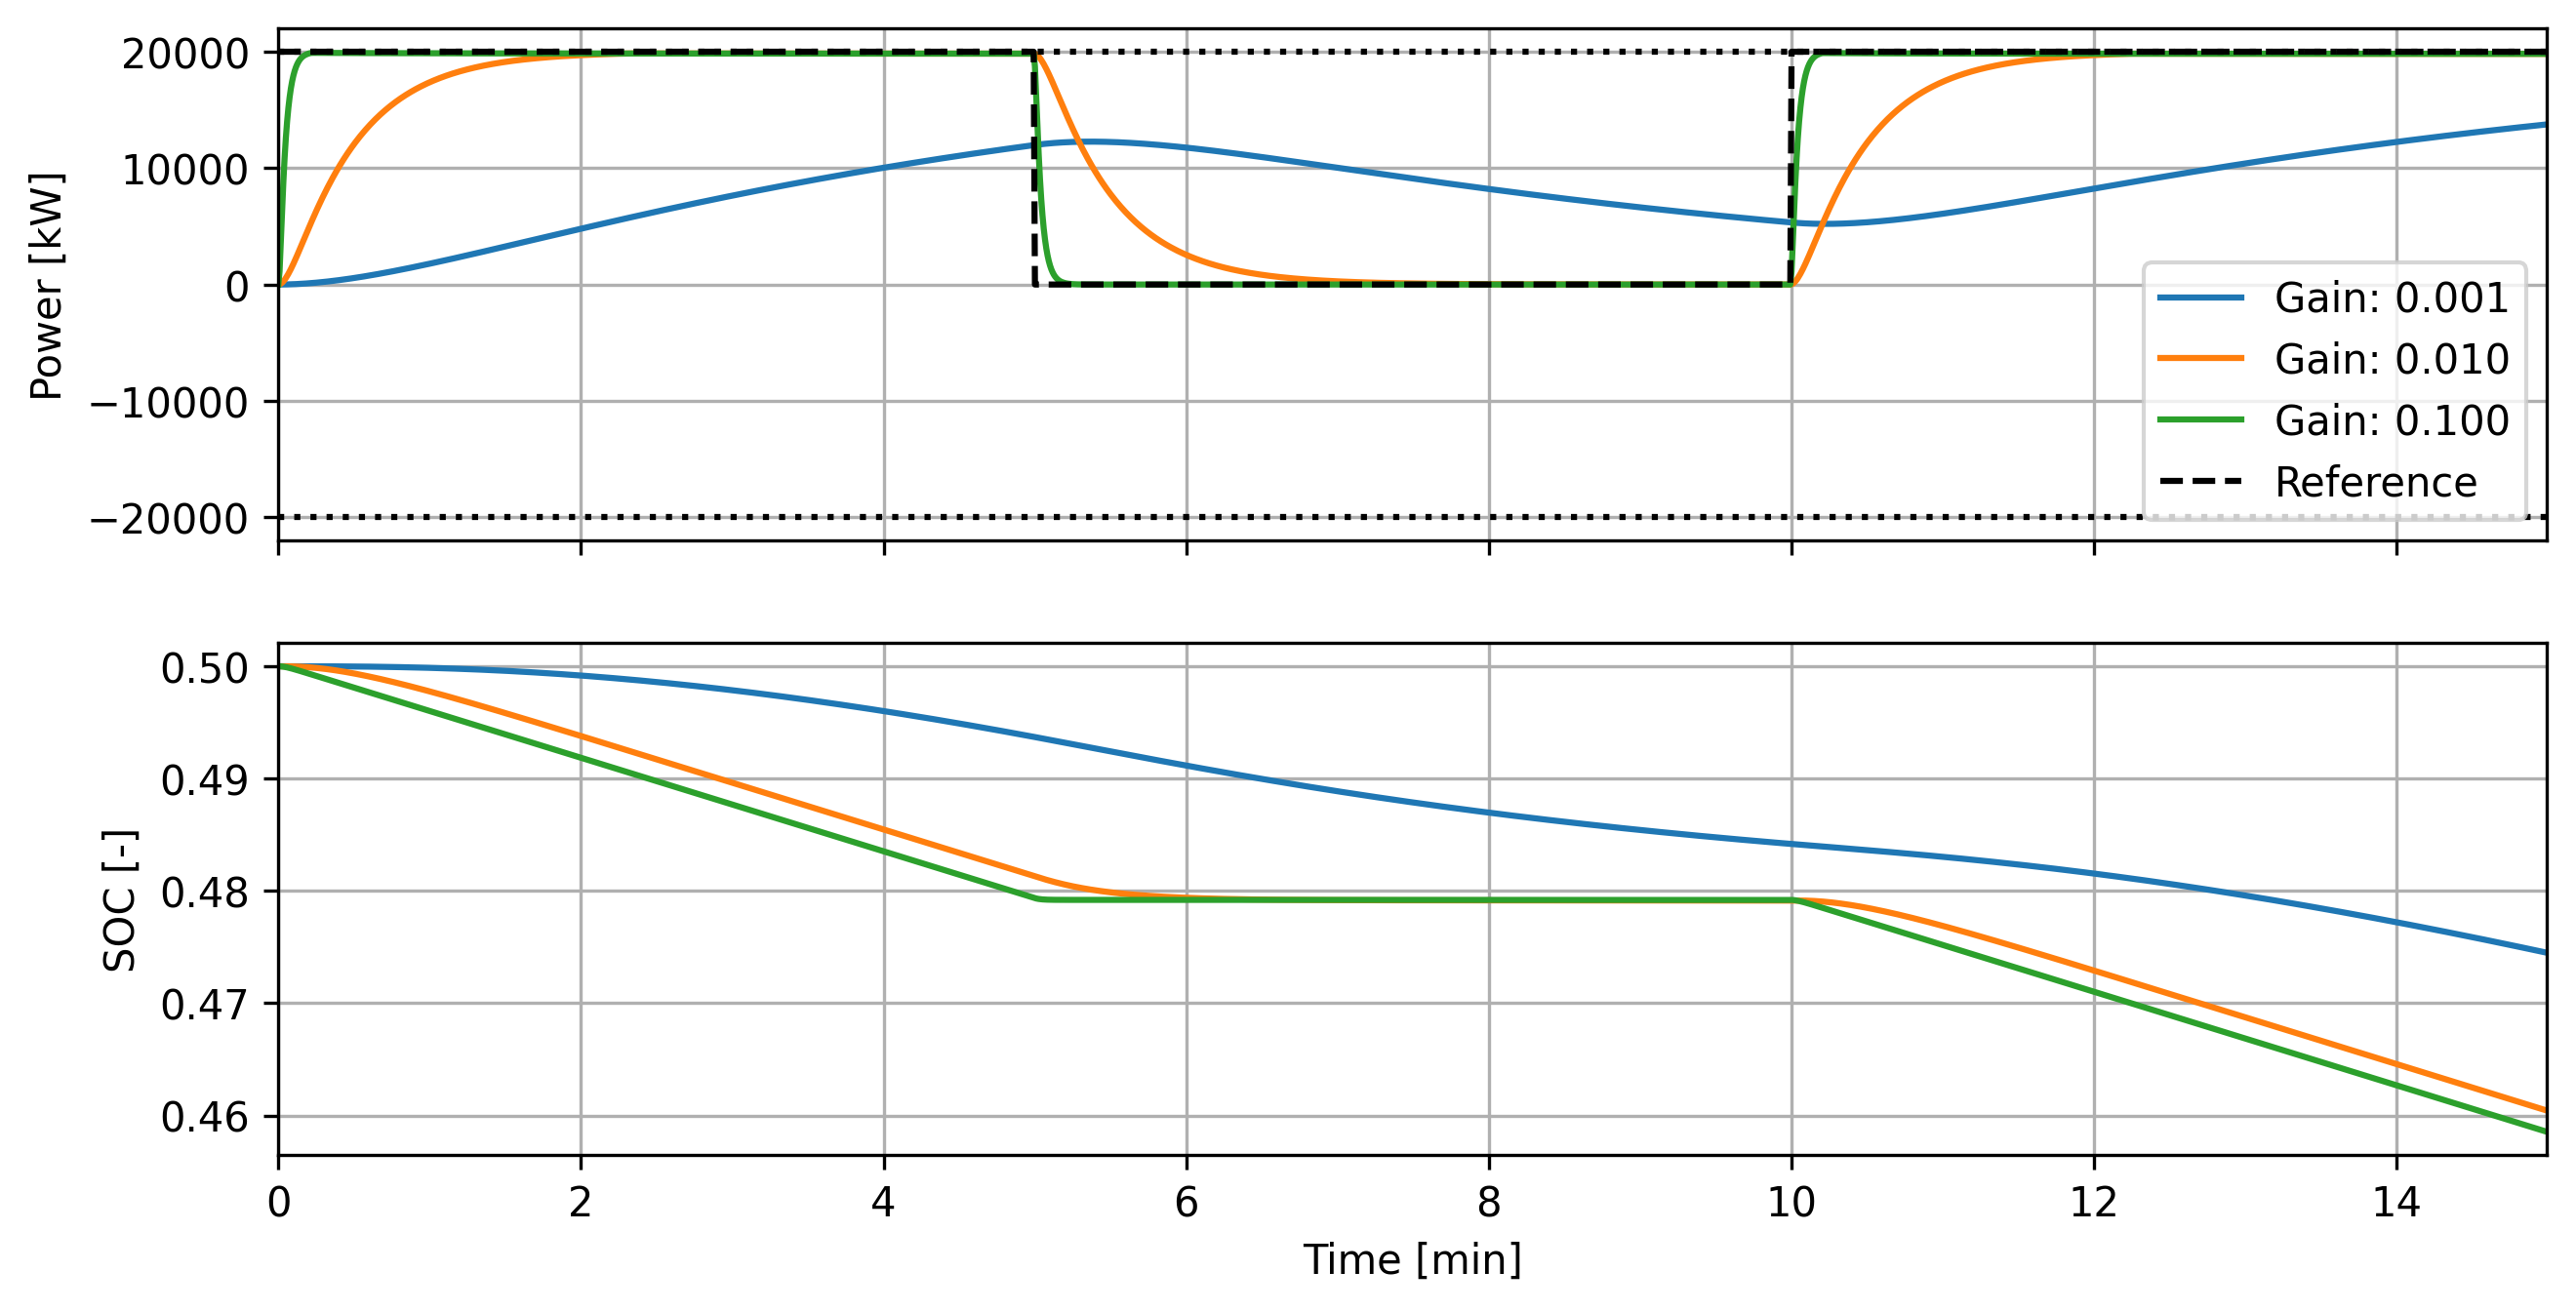 Power [kW]
20000
10000
0
−10000
−20000
Gain: 0.001
Gain: 0.010
Gain: 0.100
Reference
SOC [-]
0.50
0.49
0.48
0.47
0.46
0 2 4 6 8 10 12 14
Time [min]